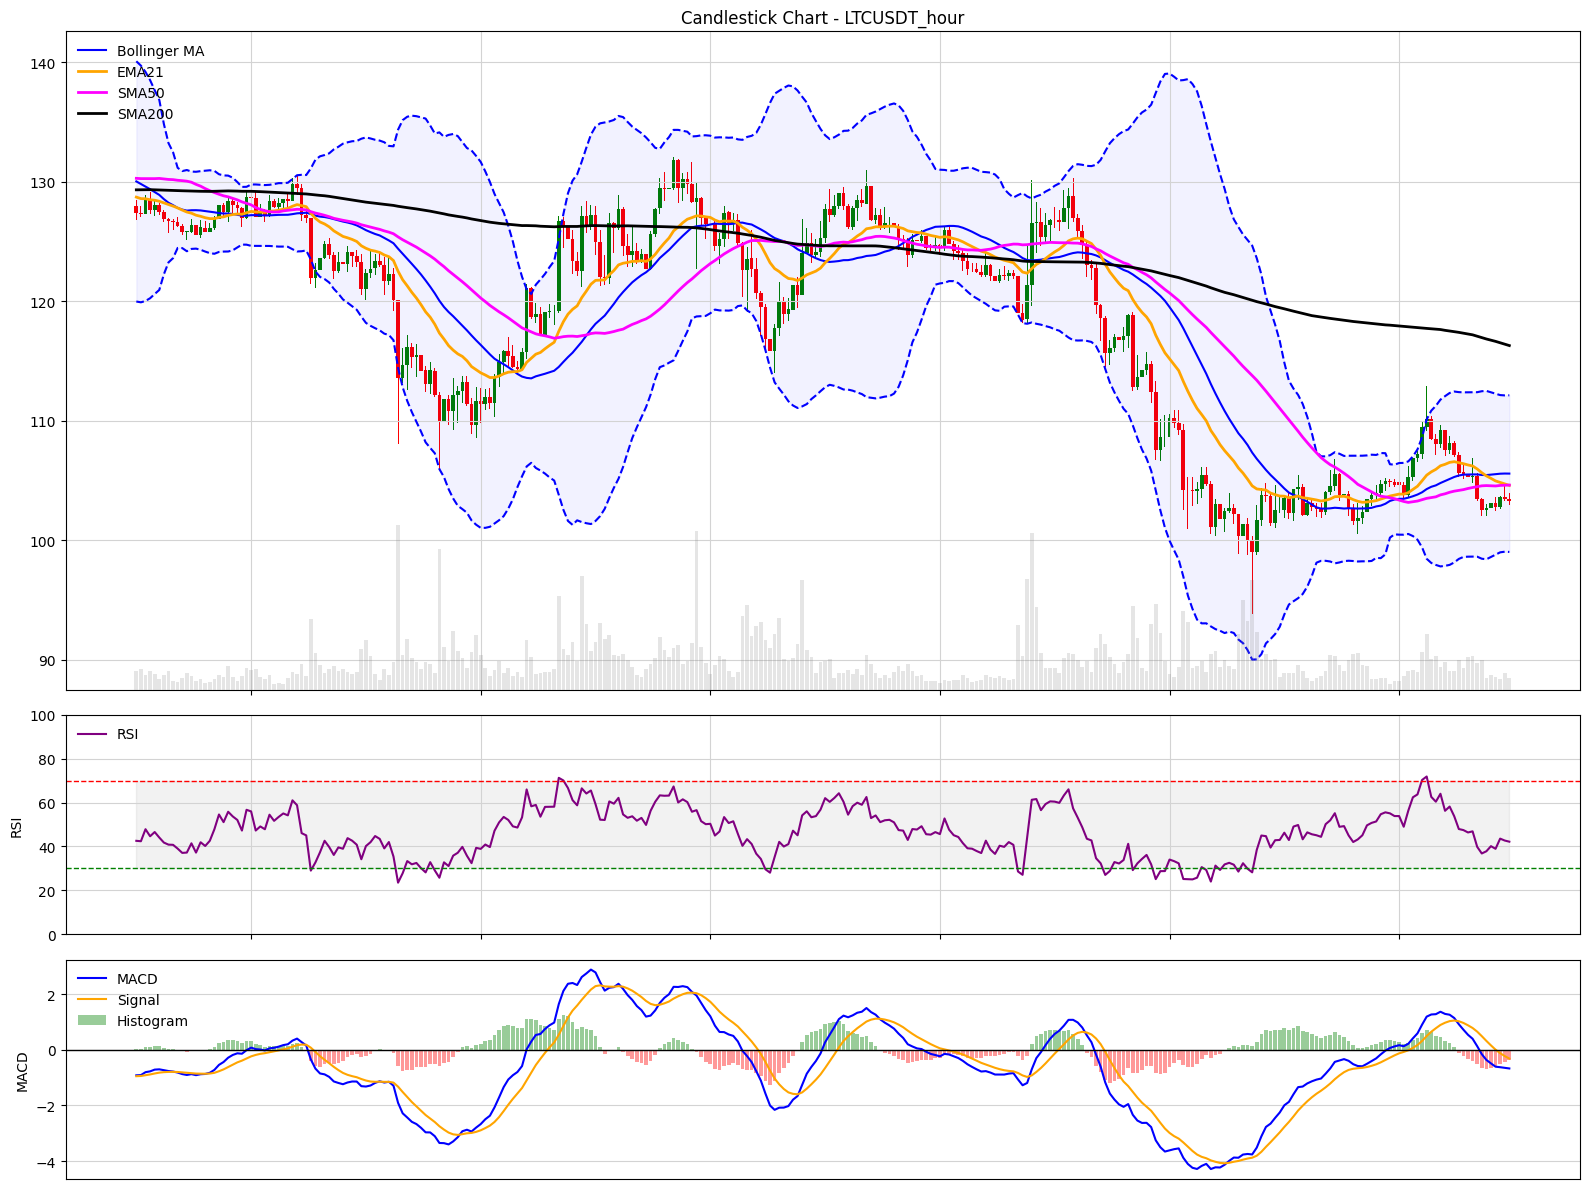 Candlestick Chart - LTCUSDT_hour
Bollinger MA
EMA21
SMA50
SMA200
140
130
120
110
100
90
RSI
100
80
60
40
20
0
RSI
MACD
Signal
Histogram
2
0
−2
−4
MACD